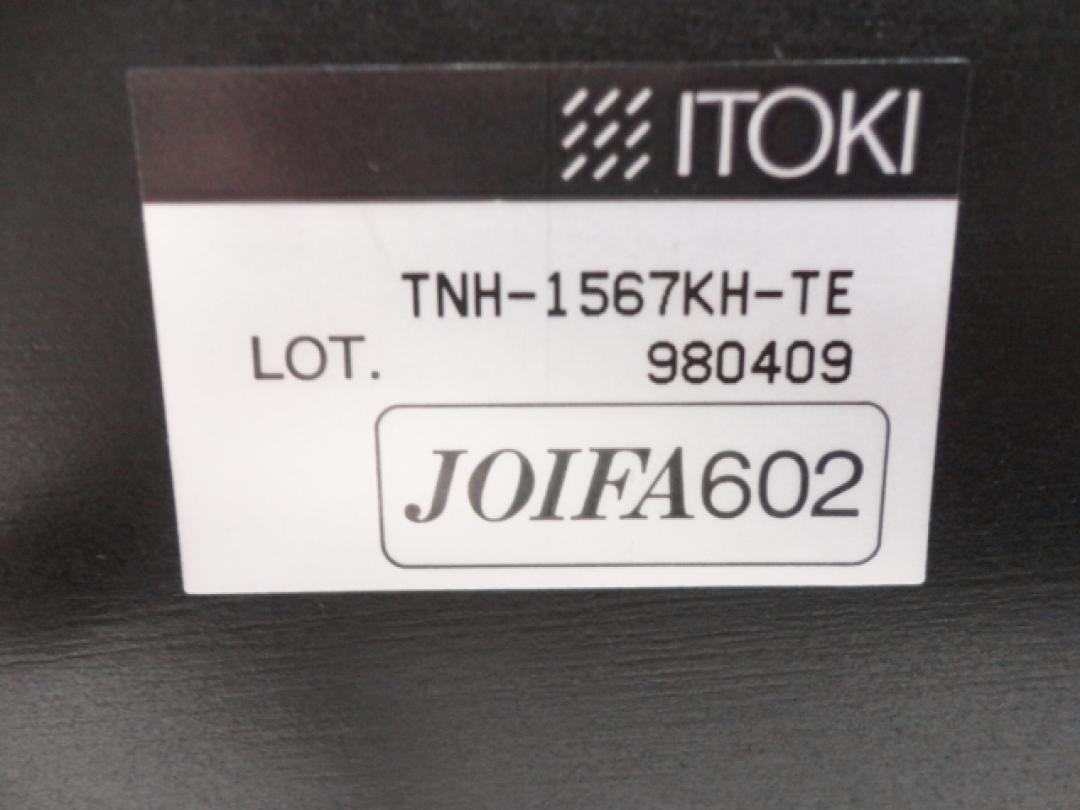 ITOKI
TNH-1567KH-TE
LOT. 980409
JOIFA602